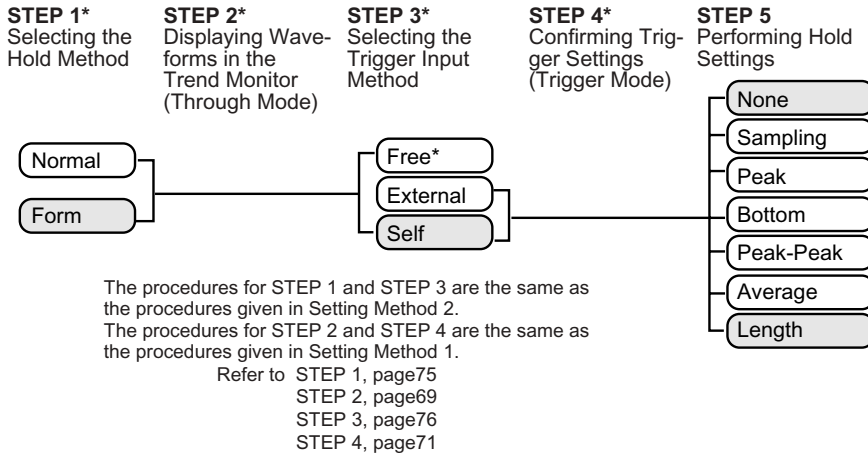 STEP 1*
Selecting the
Hold Method
STEP 2*
Displaying Wave-
forms in the
Trend Monitor
(Through Mode)
STEP 3*
Selecting the
Trigger Input
Method
STEP 4*
Confirming Trig-
ger Settings
(Trigger Mode)
STEP 5
Performing Hold
Settings
Normal
Form
Free*
External
Self
None
Sampling
Peak
Bottom
Peak-Peak
Average
Length
The procedures for STEP 1 and STEP 3 are the same as
the procedures given in Setting Method 2.
The procedures for STEP 2 and STEP 4 are the same as
the procedures given in Setting Method 1.
Refer to STEP 1, page75
STEP 2, page69
STEP 3, page76
STEP 4, page71